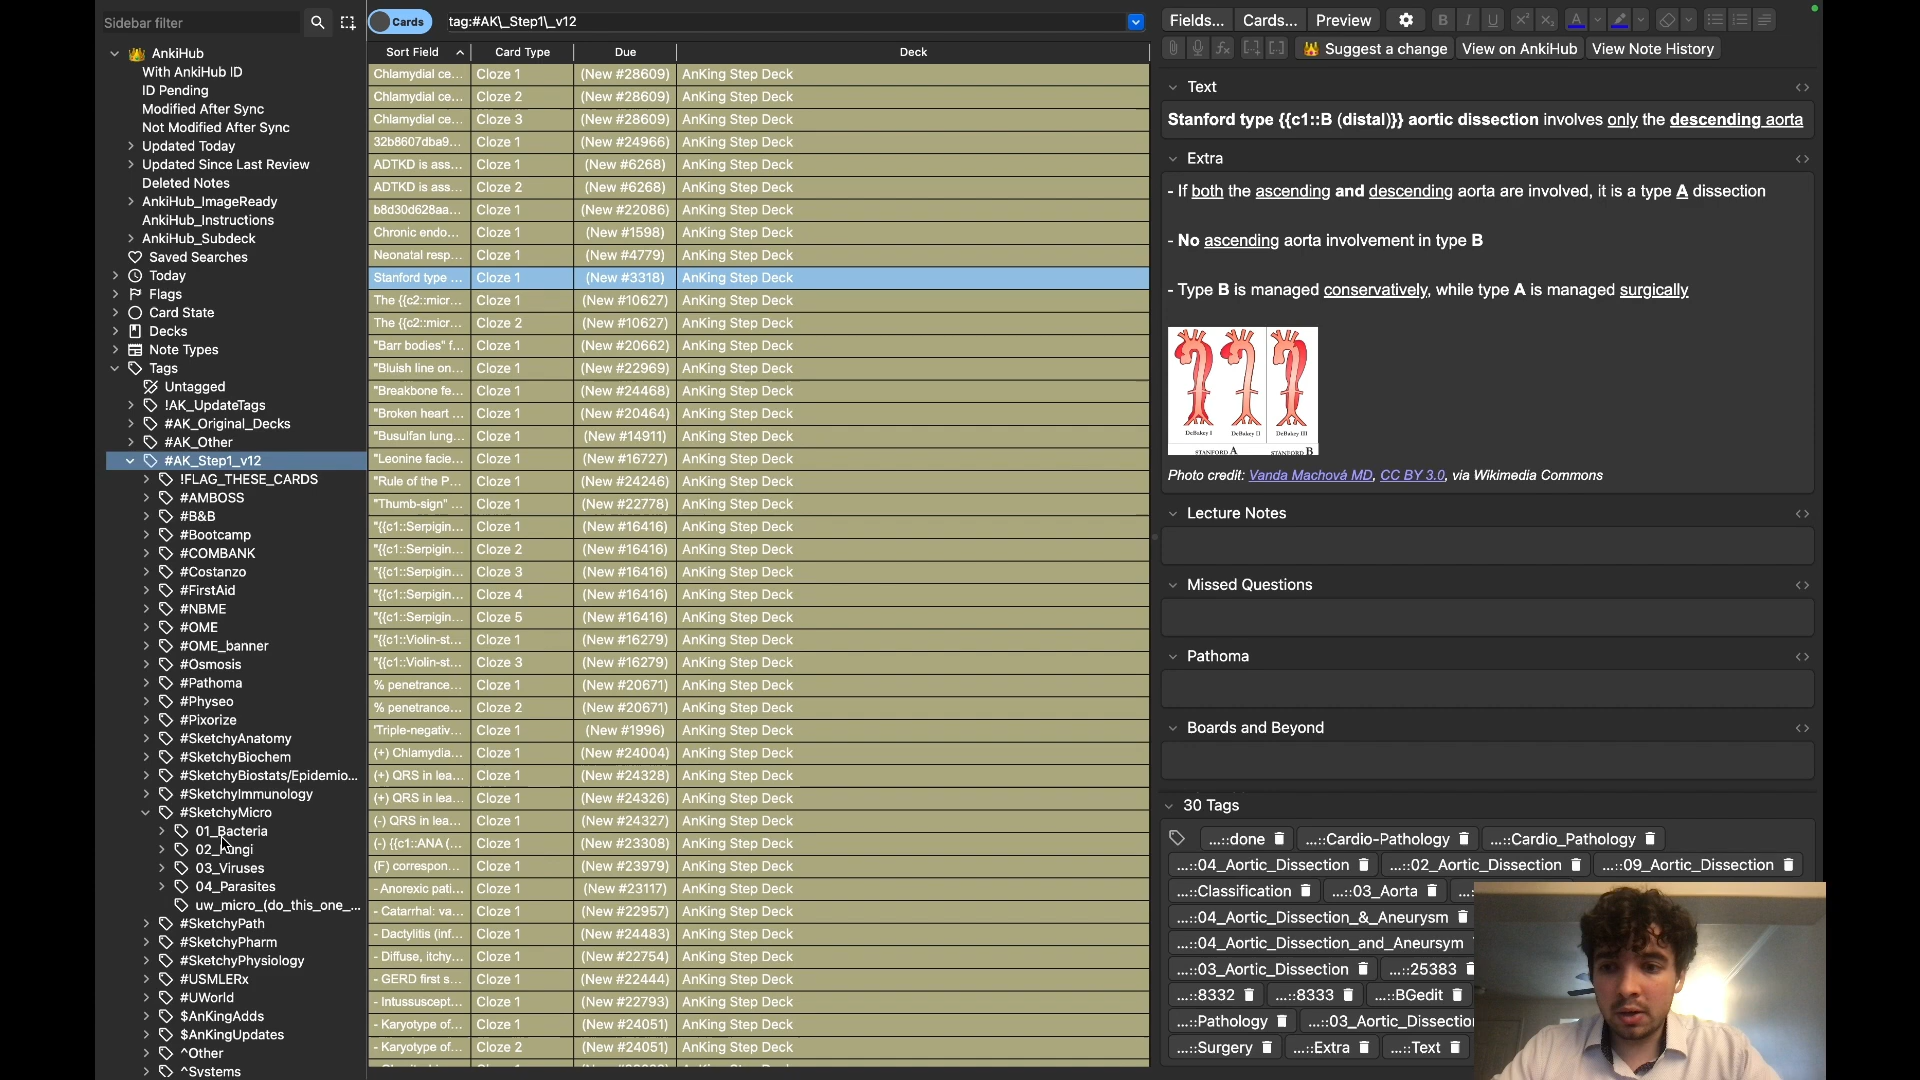 Sidebar filter
AnkiHub
With AnkiHub ID
ID Pending
Modified After Sync
Not Modified After Sync
Updated Today
Updated Since Last Review
Deleted Notes
AnkiHub_ImageReady
AnkiHub_Instructions
AnkiHub_Subdeck
Saved Searches
Today
Flags
Card State
Decks
Note Types
Tags
Untagged
!AK_UpdateTags
#AK_Original_Decks
#AK_Other
#AK_Step1_v12
!FLAG_THESE_CARDS
#AMBOSS
#B&B
#Bootcamp
#COMBANK
#Costanzo
#FirstAid
#NBME
#OME
#OME_banner
#Osmosis
#Pathoma
#Physeo
#Pixorize
#SketchyAnatomy
#SketchyBiochem
#SketchyBiostats/Epidemio...
#SketchyImmunology
#SketchyMicro
01_Bacteria
02_Fungi
03_Viruses
04_Parasites
uw_micro_(do_this_one_...
#SketchyPath
#SketchyPharm
#SketchyPhysiology
#USMLERx
#UWorld
$AnKingAdds
$AnKingUpdates
^Other
^Systems
Cards tag:#AK\_Step1\_v12
Sort Field Card Type Due Deck
Chlamydial ce... Cloze 1 (New #28609) AnKing Step Deck
Chlamydial ce... Cloze 2 (New #28609) AnKing Step Deck
Chlamydial ce... Cloze 3 (New #28609) AnKing Step Deck
32b8607dba9... Cloze 1 (New #24966) AnKing Step Deck
ADTKD is ass... Cloze 1 (New #6268) AnKing Step Deck
ADTKD is ass... Cloze 2 (New #6268) AnKing Step Deck
b8d30d628aa... Cloze 1 (New #22086) AnKing Step Deck
Chronic endo... Cloze 1 (New #1598) AnKing Step Deck
Neonatal resp... Cloze 1 (New #4779) AnKing Step Deck
Stanford type ... Cloze 1 (New #3318) AnKing Step Deck
The {{c2::micr... Cloze 1 (New #10627) AnKing Step Deck
The {{c2::micr... Cloze 2 (New #10627) AnKing Step Deck
"Barr bodies" f... Cloze 1 (New #20662) AnKing Step Deck
"Bluish line on... Cloze 1 (New #22969) AnKing Step Deck
"Breakbone fe... Cloze 1 (New #24468) AnKing Step Deck
"Broken heart ... Cloze 1 (New #20464) AnKing Step Deck
"Busulfan lung... Cloze 1 (New #14911) AnKing Step Deck
"Leonine facie... Cloze 1 (New #16727) AnKing Step Deck
"Rule of the P... Cloze 1 (New #24246) AnKing Step Deck
"Thumb-sign" ... Cloze 1 (New #22778) AnKing Step Deck
"{{c1::Serpigin... Cloze 1 (New #16416) AnKing Step Deck
"{{c1::Serpigin... Cloze 2 (New #16416) AnKing Step Deck
"{{c1::Serpigin... Cloze 3 (New #16416) AnKing Step Deck
"{{c1::Serpigin... Cloze 4 (New #16416) AnKing Step Deck
"{{c1::Serpigin... Cloze 5 (New #16416) AnKing Step Deck
"{{c1::Violin-st... Cloze 1 (New #16279) AnKing Step Deck
"{{c1::Violin-st... Cloze 3 (New #16279) AnKing Step Deck
% penetrance... Cloze 1 (New #20671) AnKing Step Deck
% penetrance... Cloze 2 (New #20671) AnKing Step Deck
'Triple-negativ... Cloze 1 (New #1996) AnKing Step Deck
(+) Chlamydia... Cloze 1 (New #24004) AnKing Step Deck
(+) QRS in lea... Cloze 1 (New #24328) AnKing Step Deck
(+) QRS in lea... Cloze 1 (New #24326) AnKing Step Deck
(-) QRS in lea... Cloze 1 (New #24327) AnKing Step Deck
(-) {{c1::ANA (... Cloze 1 (New #23308) AnKing Step Deck
(F) correspon... Cloze 1 (New #23979) AnKing Step Deck
- Anorexic pati... Cloze 1 (New #23117) AnKing Step Deck
- Catarrhal: va... Cloze 1 (New #22957) AnKing Step Deck
- Dactylitis (inf... Cloze 1 (New #24483) AnKing Step Deck
- Diffuse, itchy... Cloze 1 (New #22754) AnKing Step Deck
- GERD first s... Cloze 1 (New #22444) AnKing Step Deck
- Intussuscept... Cloze 1 (New #22793) AnKing Step Deck
- Karyotype of... Cloze 1 (New #24051) AnKing Step Deck
- Karyotype of... Cloze 2 (New #24051) AnKing Step Deck
Fields... Cards... Preview B I U
Suggest a change View on AnkiHub View Note History
Text
Stanford type {{c1::B (distal)}} aortic dissection involves only the descending aorta
Extra
- If both the ascending and descending aorta are involved, it is a type A dissection
- No ascending aorta involvement in type B
- Type B is managed conservatively, while type A is managed surgically
DeBakey I DeBakey II DeBakey III
STANFORD A STANFORD B
Photo credit: Vanda Machová MD, CC BY 3.0, via Wikimedia Commons
Lecture Notes
Missed Questions
Pathoma
Boards and Beyond
30 Tags
...::done ...::Cardio-Pathology ...::Cardio_Pathology
...::04_Aortic_Dissection ...::02_Aortic_Dissection ...::09_Aortic_Dissection
...::Classification ...::03_Aorta ...:
...::04_Aortic_Dissection_&_Aneurysm
...::04_Aortic_Dissection_and_Aneursym
...::03_Aortic_Dissection ...::25383
...::8332 ...::8333 ...::BGedit
...::Pathology ...::03_Aortic_Dissection
...::Surgery ...::Extra ...::Text